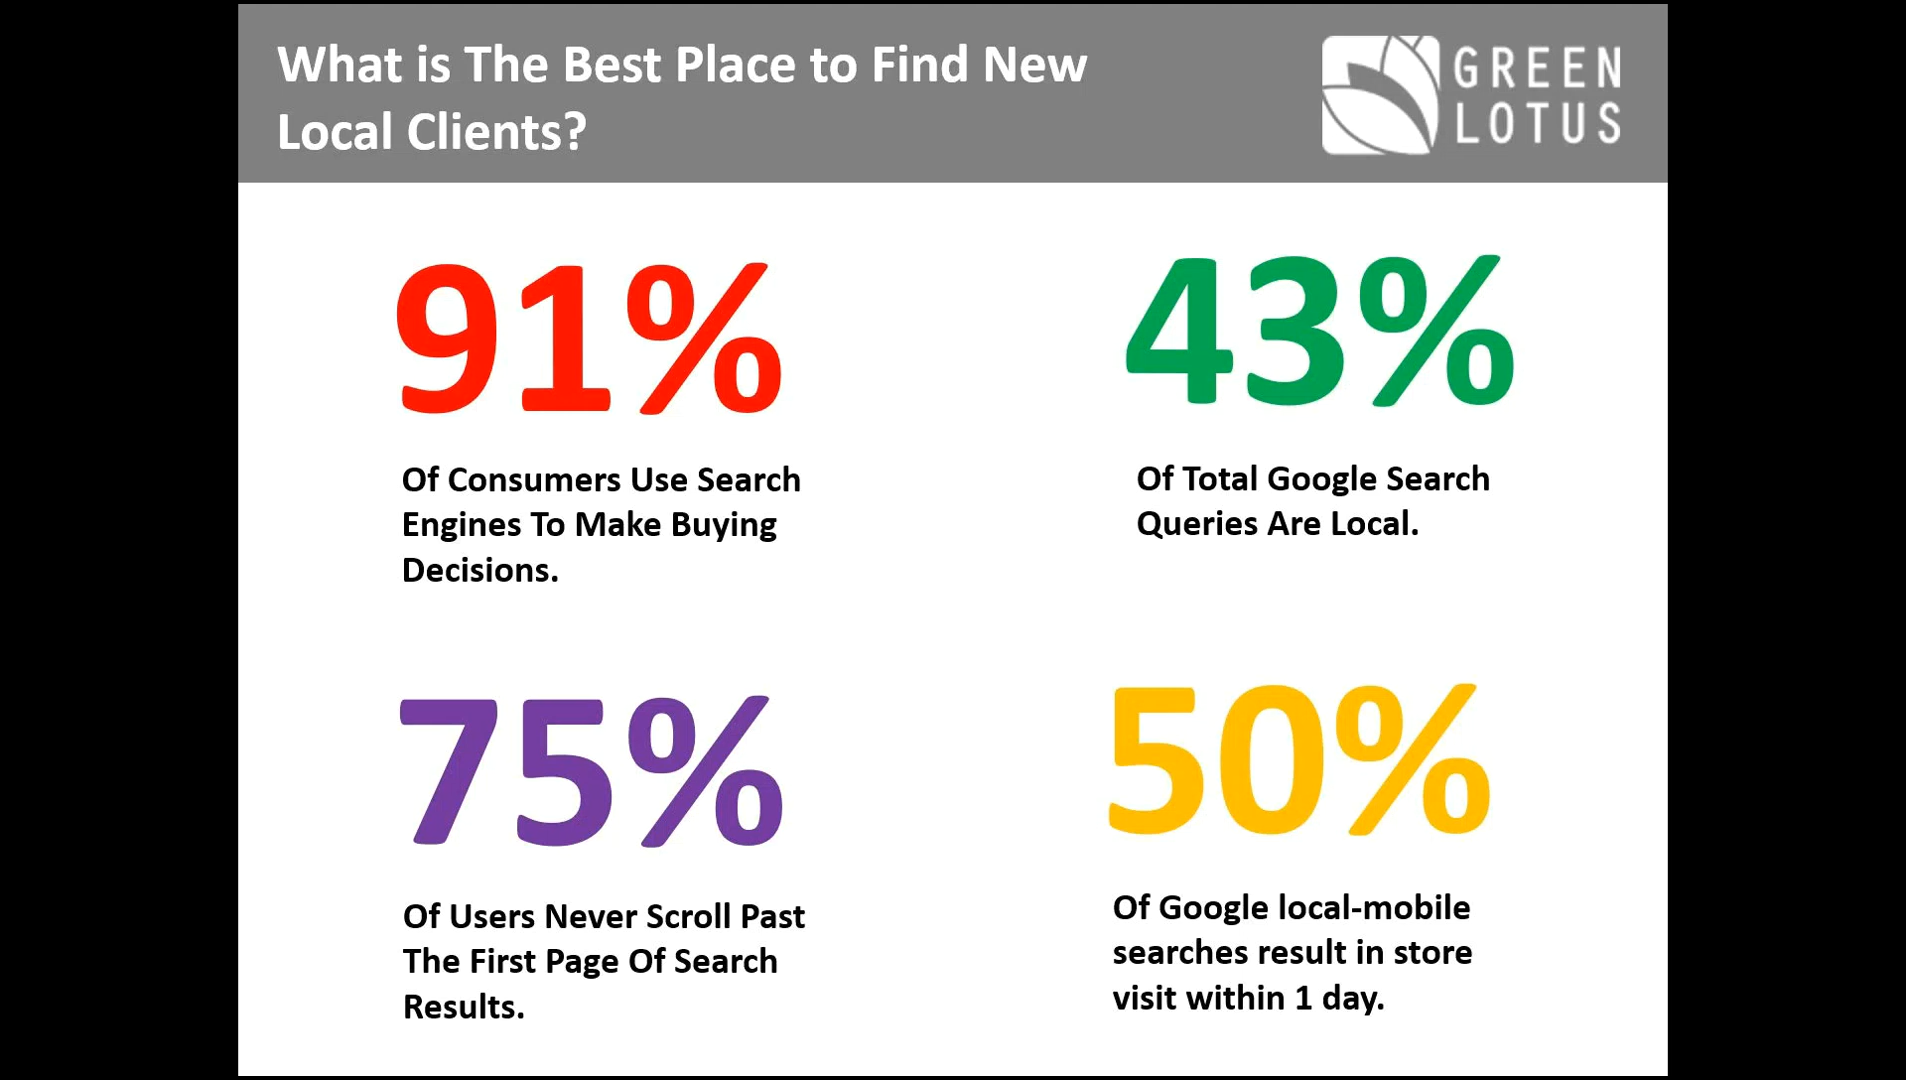 What is The Best Place to Find New
Local Clients?
GREEN
LOTUS
91%
Of Consumers Use Search
Engines To Make Buying
Decisions.
43%
Of Total Google Search
Queries Are Local.
75%
Of Users Never Scroll Past
The First Page Of Search
Results.
50%
Of Google local-mobile
searches result in store
visit within 1 day.